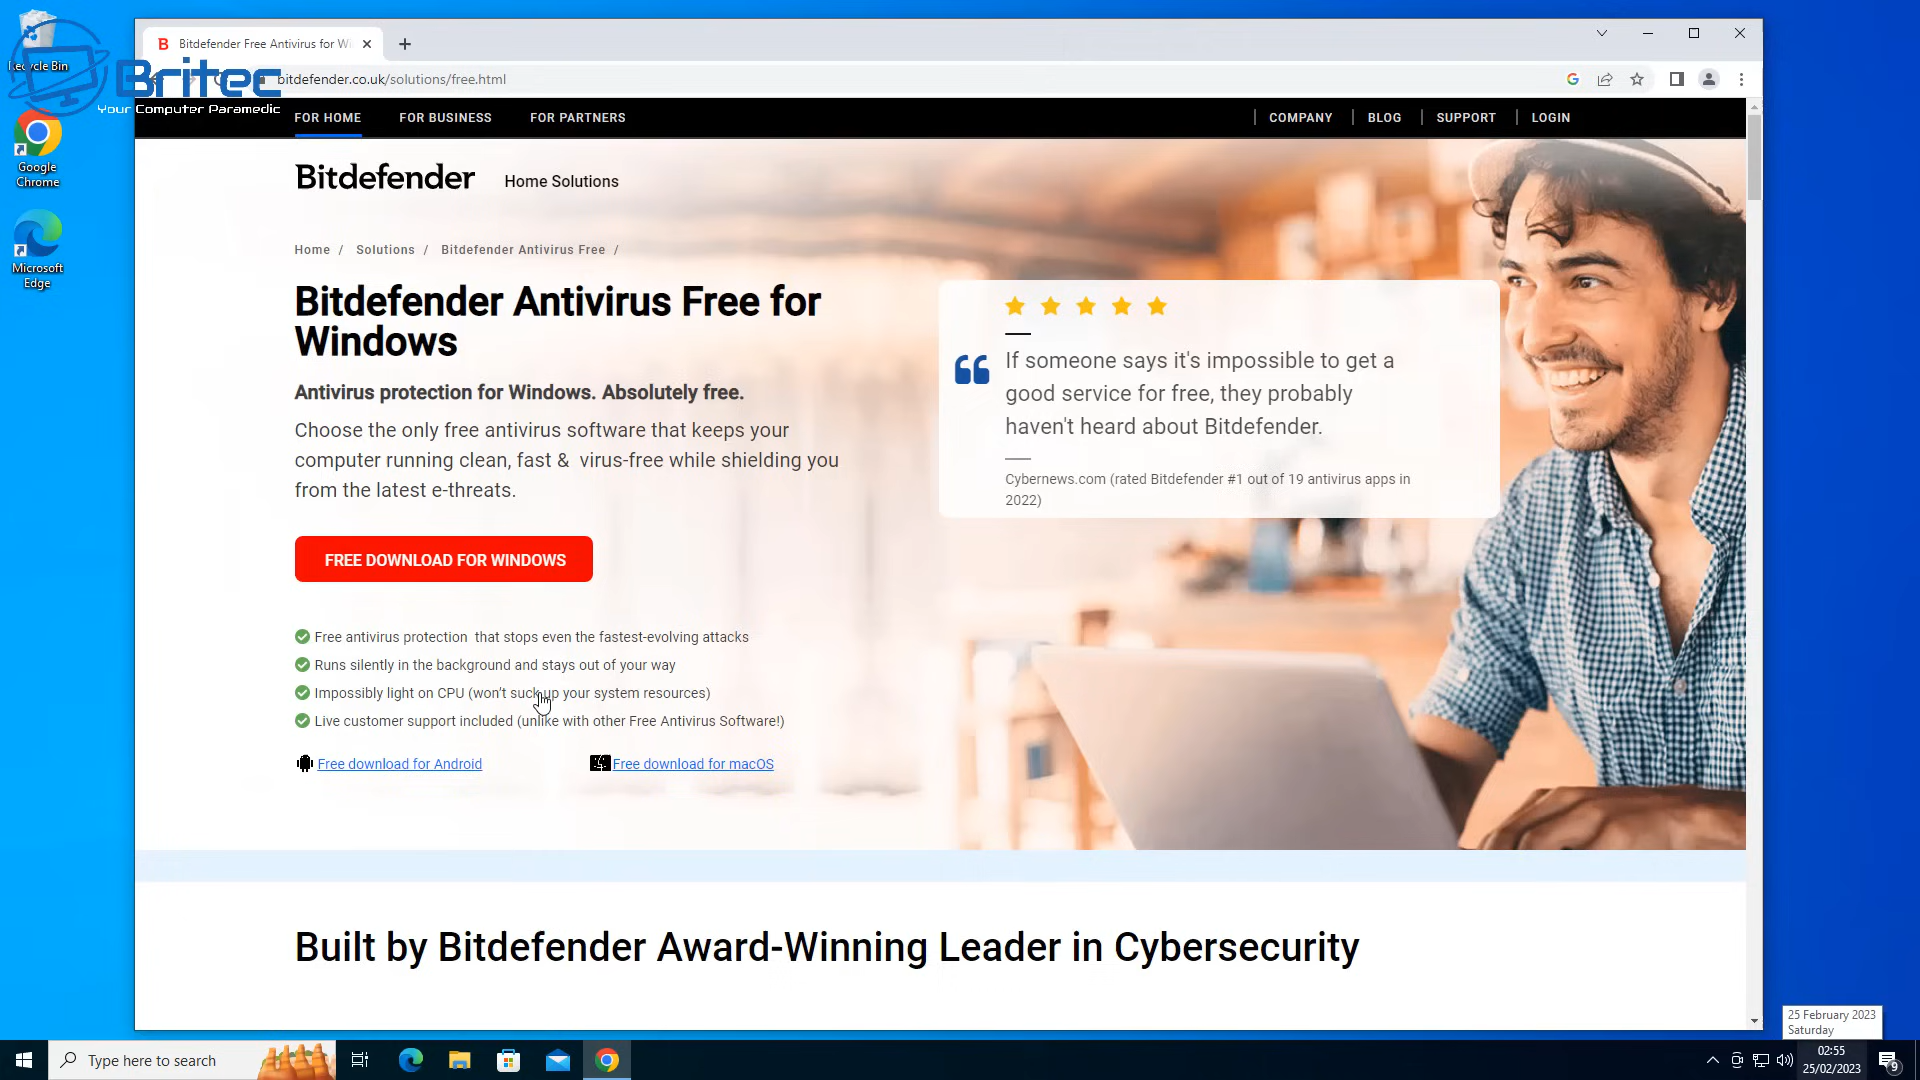 Recycle Bin
Britec
Your Computer Paramedic
Google
Chrome
Microsoft
Edge
Bitdefender Free Antivirus for Wi
bitdefender.co.uk/solutions/free.html
FOR HOME
FOR BUSINESS
FOR PARTNERS
COMPANY
BLOG
SUPPORT
LOGIN
Bitdefender
Home Solutions
Home / Solutions / Bitdefender Antivirus Free /
Bitdefender Antivirus Free for
Windows
Antivirus protection for Windows. Absolutely free.
Choose the only free antivirus software that keeps your
computer running clean, fast & virus-free while shielding you
from the latest e-threats.
FREE DOWNLOAD FOR WINDOWS
Free antivirus protection that stops even the fastest-evolving attacks
Runs silently in the background and stays out of your way
Impossibly light on CPU (won't suck up your system resources)
Live customer support included (unlike with other Free Antivirus Software!)
Free download for Android
Free download for macOS
If someone says it's impossible to get a
good service for free, they probably
haven't heard about Bitdefender.
Cybernews.com (rated Bitdefender #1 out of 19 antivirus apps in
2022)
Built by Bitdefender Award-Winning Leader in Cybersecurity
25 February 2023
Saturday
Type here to search
02:55
25/02/2023
9